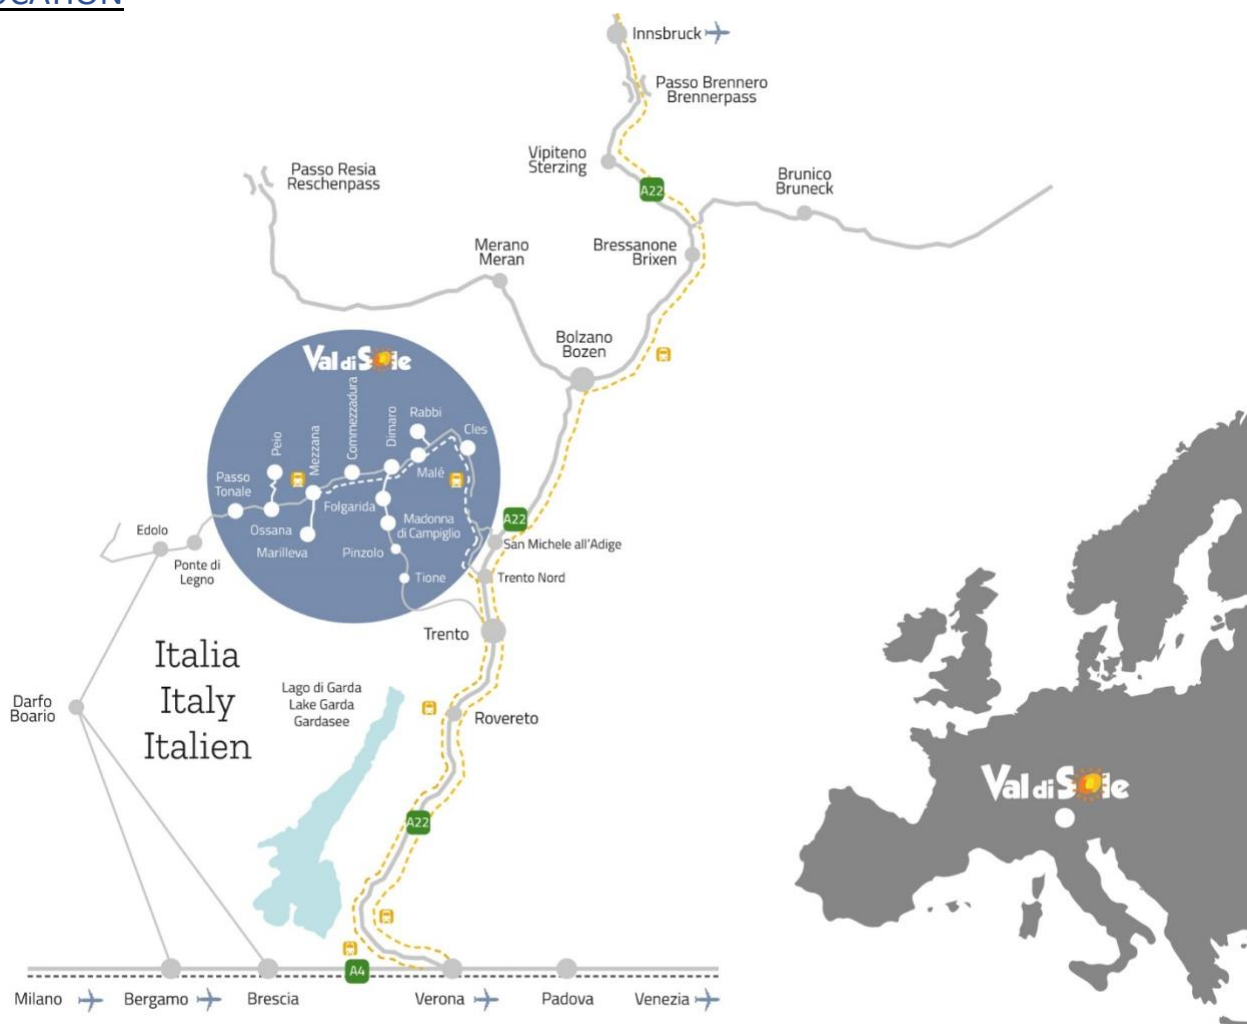 Innsbruck
Passo Brennero
Brennerpass
Vipiteno
Sterzing
A22
Passo Resia
Reschenpass
Brunico
Bruneck
Merano
Meran
Bressanone
Brixen
Bolzano
Bozen
Val di Sole
Commezzadura
Rabbi
Dimaro
Cles
Peio
Mezzana
Malé
Passo
Tonale
Folgarida
Ossana
Madonna
di Campiglio
Marilleva
Pinzolo
Tione
A22
Edolo
Ponte di
Legno
San Michele all'Adige
Trento Nord
Trento
Italia
Italy
Italien
Lago di Garda
Lake Garda
Gardasee
Darfo
Boario
Rovereto
A22
Val di Sole
A4
Milano
Bergamo
Brescia
Verona
Padova
Venezia